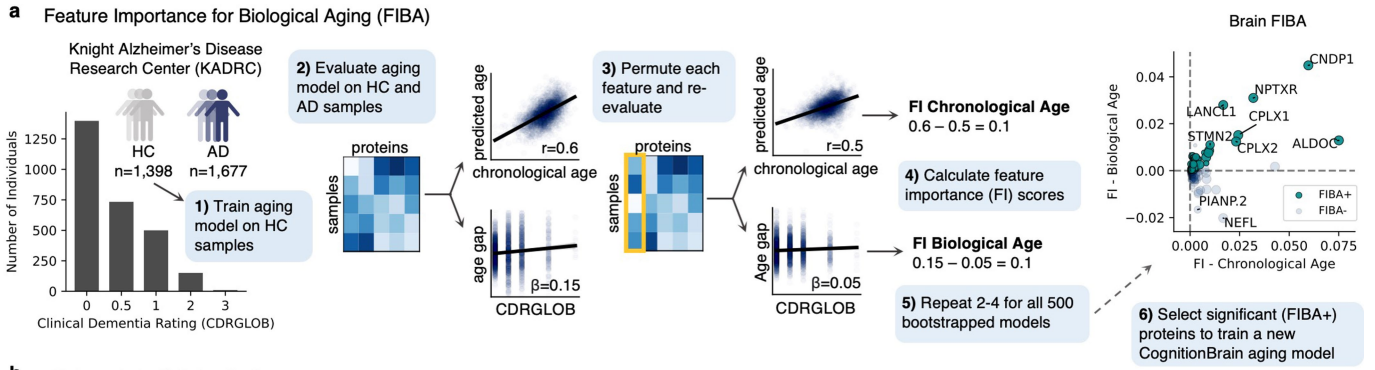 a Feature Importance for Biological Aging (FIBA)
Knight Alzheimer's Disease
Research Center (KADRC)
Number of Individuals
1250
1000
750
500
250
0
0 0.5 1 2 3
Clinical Dementia Rating (CDRGLOB)
HC
n=1,398
AD
n=1,677
1) Train aging
model on HC
samples
2) Evaluate aging
model on HC and
AD samples
proteins
samples
predicted age
r=0.6
chronological age
age gap
β=0.15
CDRGLOB
3) Permute each
feature and re-
evaluate
proteins
samples
predicted age
r=0.5
chronological age
Age gap
β=0.05
CDRGLOB
FI Chronological Age
0.6 – 0.5 = 0.1
4) Calculate feature
importance (FI) scores
FI Biological Age
0.15 – 0.05 = 0.1
5) Repeat 2-4 for all 500
bootstrapped models
Brain FIBA
FI - Biological Age
0.04
0.02
0.00
−0.02
CNDP1
NPTXR
LANCL1
CPLX1
STMN2
CPLX2
ALDOC
PIANP.2
NEFL
FIBA+
FIBA-
0.000 0.025 0.050 0.075
FI - Chronological Age
6) Select significant (FIBA+)
proteins to train a new
CognitionBrain aging model